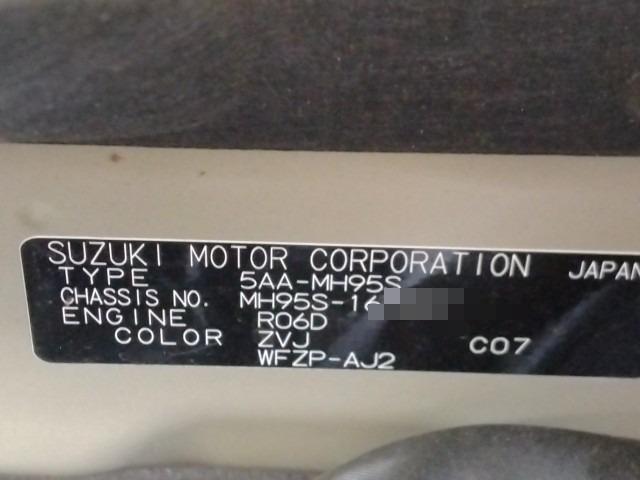 SUZUKI MOTOR CORPORATION JAPAN
TYPE 5AA-MH95S
CHASSIS NO. MH95S-16
ENGINE R06D
COLOR ZVJ C07
WFZP-AJ2